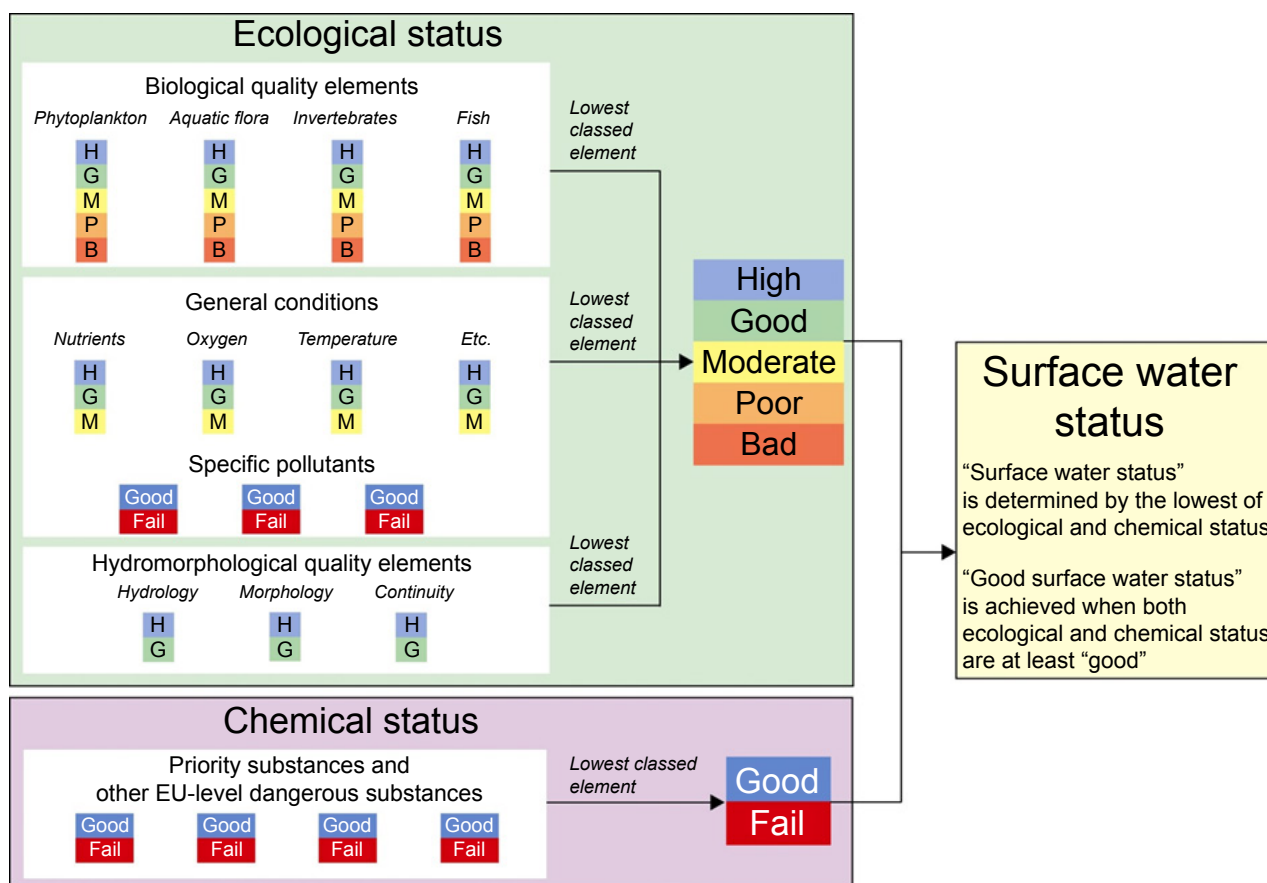 Ecological status
Biological quality elements
Phytoplankton Aquatic flora Invertebrates Fish
H H H H
G G G G
M M M M
P P P P
B B B B
Lowest
classed
element
General conditions
Nutrients Oxygen Temperature Etc.
H H H H
G G G G
M M M M
Lowest
classed
element
Specific pollutants
Good Good Good
Fail Fail Fail
Hydromorphological quality elements
Hydrology Morphology Continuity
H H H
G G G
Lowest
classed
element
High
Good
Moderate
Poor
Bad
Chemical status
Priority substances and
other EU-level dangerous substances
Good Good Good Good
Fail Fail Fail Fail
Lowest classed
element
Good
Fail
Surface water
status
“Surface water status”
is determined by the lowest of
ecological and chemical status
“Good surface water status”
is achieved when both
ecological and chemical status
are at least “good”